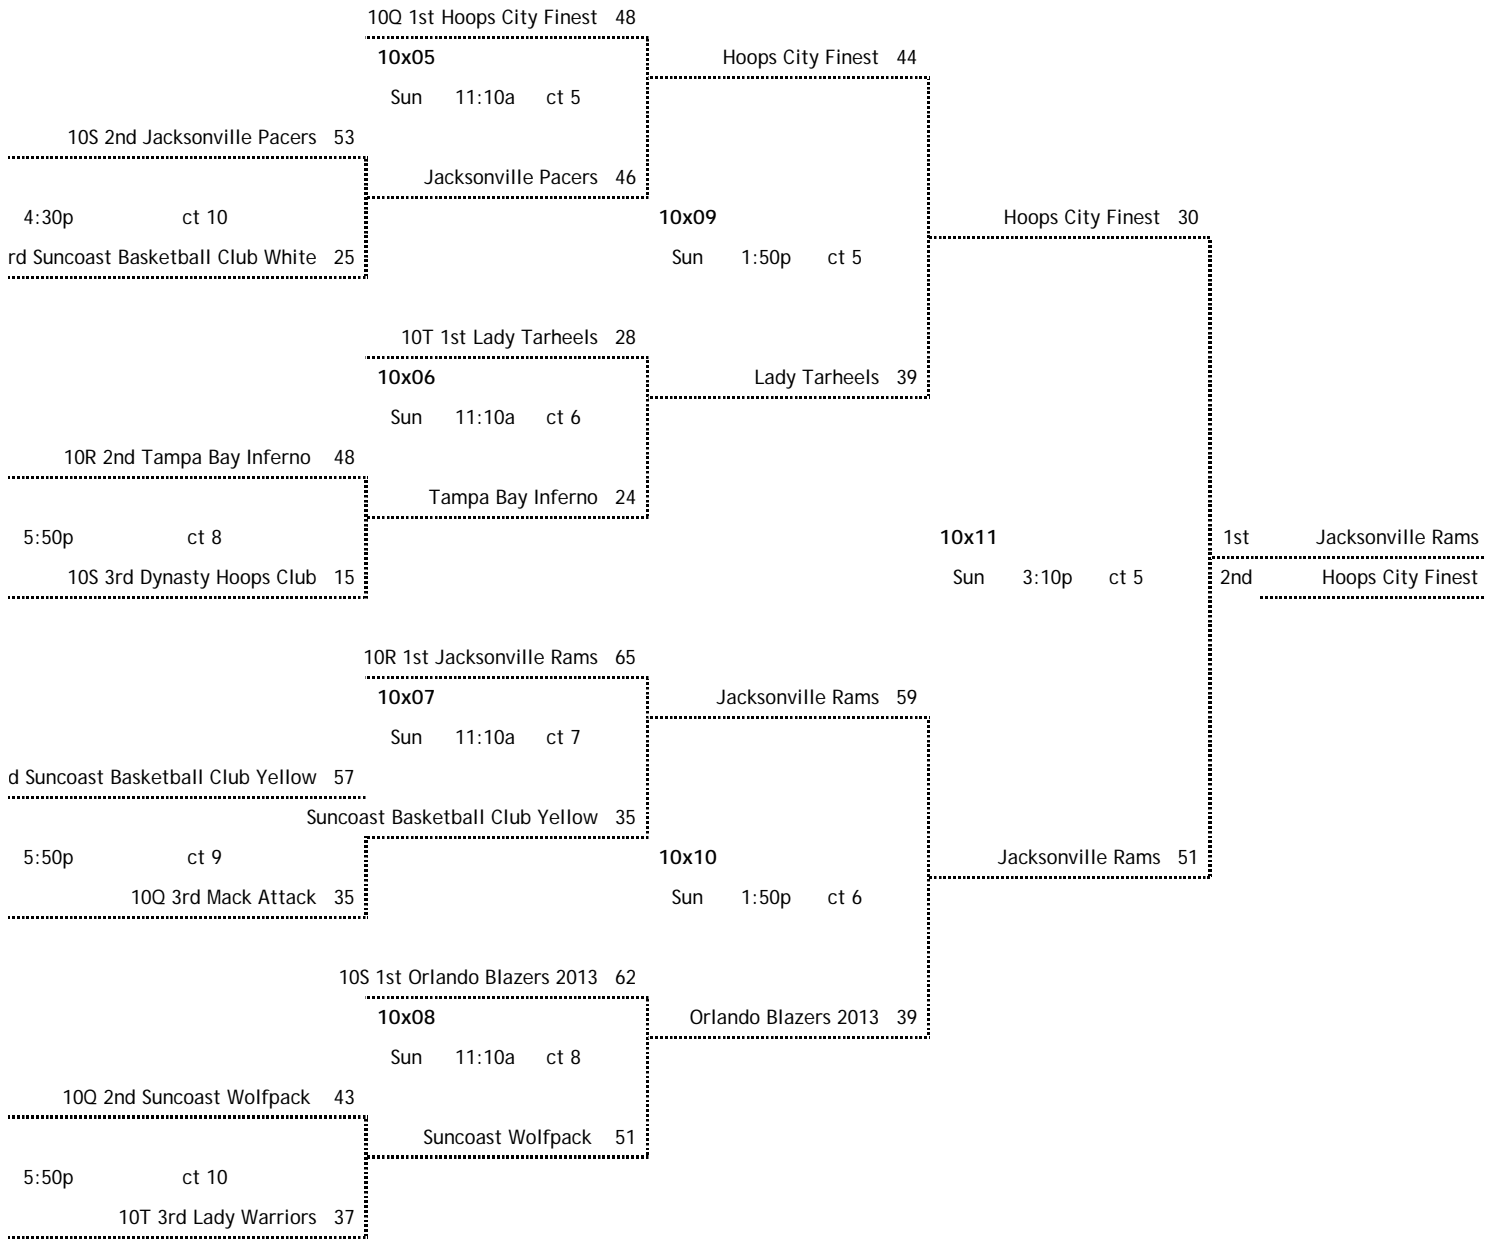 10Q 1st Hoops City Finest 48
10x05 Hoops City Finest 44
Sun 11:10a ct 5
10S 2nd Jacksonville Pacers 53
Jacksonville Pacers 46
4:30p ct 10 10x09 Hoops City Finest 30
rd Suncoast Basketball Club White 25 Sun 1:50p ct 5
10T 1st Lady Tarheels 28
10x06 Lady Tarheels 39
Sun 11:10a ct 6
10R 2nd Tampa Bay Inferno 48
Tampa Bay Inferno 24
5:50p ct 8 10x11 1st Jacksonville Rams
10S 3rd Dynasty Hoops Club 15 Sun 3:10p ct 5 2nd Hoops City Finest
10R 1st Jacksonville Rams 65
10x07 Jacksonville Rams 59
Sun 11:10a ct 7
d Suncoast Basketball Club Yellow 57
Suncoast Basketball Club Yellow 35
5:50p ct 9 10x10 Jacksonville Rams 51
10Q 3rd Mack Attack 35 Sun 1:50p ct 6
10S 1st Orlando Blazers 2013 62
10x08 Orlando Blazers 2013 39
Sun 11:10a ct 8
10Q 2nd Suncoast Wolfpack 43
Suncoast Wolfpack 51
5:50p ct 10
10T 3rd Lady Warriors 37